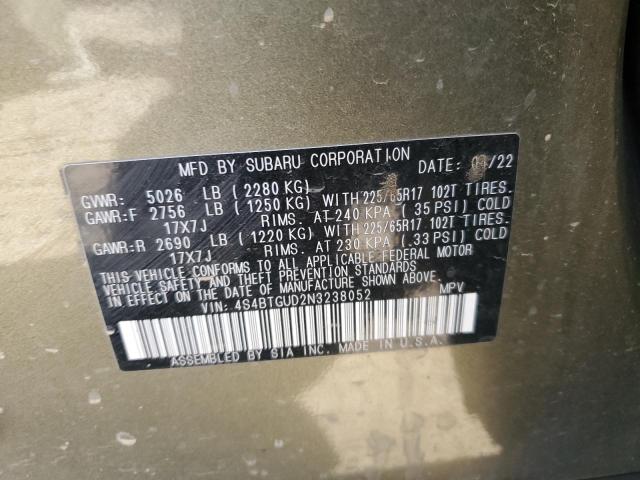 MFD BY SUBARU CORPORATION DATE: /22
GVWR: 5026 LB (2280 KG)
GAWR:F 2756 LB (1250 KG) WITH 225/65R17 102T TIRES.
17X7J RIMS. AT 240 KPA (35 PSI) COLD
GAWR:R 2690 LB (1220 KG) WITH 225/65R17 102T TIRES.
17X7J RIMS. AT 230 KPA (33 PSI) COLD
THIS VEHICLE CONFORMS TO ALL APPLICABLE FEDERAL MOTOR
VEHICLE SAFETY AND THEFT PREVENTION STANDARDS IN EFFECT
ON THE DATE OF MANUFACTURE SHOWN ABOVE.
VIN: 4S4BTGUD2N3238052 MPV
ASSEMBLED BY SIA INC. MADE IN U.S.A.